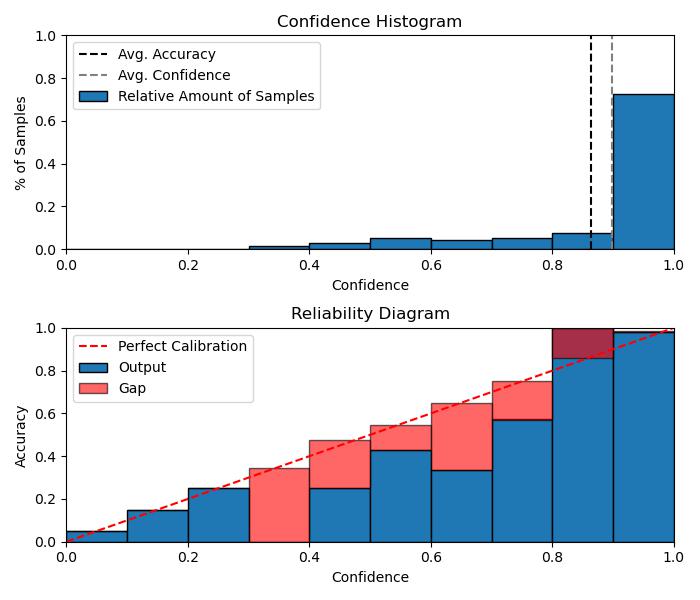 Confidence Histogram
1.0
0.8
0.6
0.4
0.2
0.0
% of Samples
Avg. Accuracy
Avg. Confidence
Relative Amount of Samples
0.0 0.2 0.4 0.6 0.8 1.0
Confidence
Reliability Diagram
1.0
0.8
0.6
0.4
0.2
0.0
Accuracy
Perfect Calibration
Output
Gap
0.0 0.2 0.4 0.6 0.8 1.0
Confidence